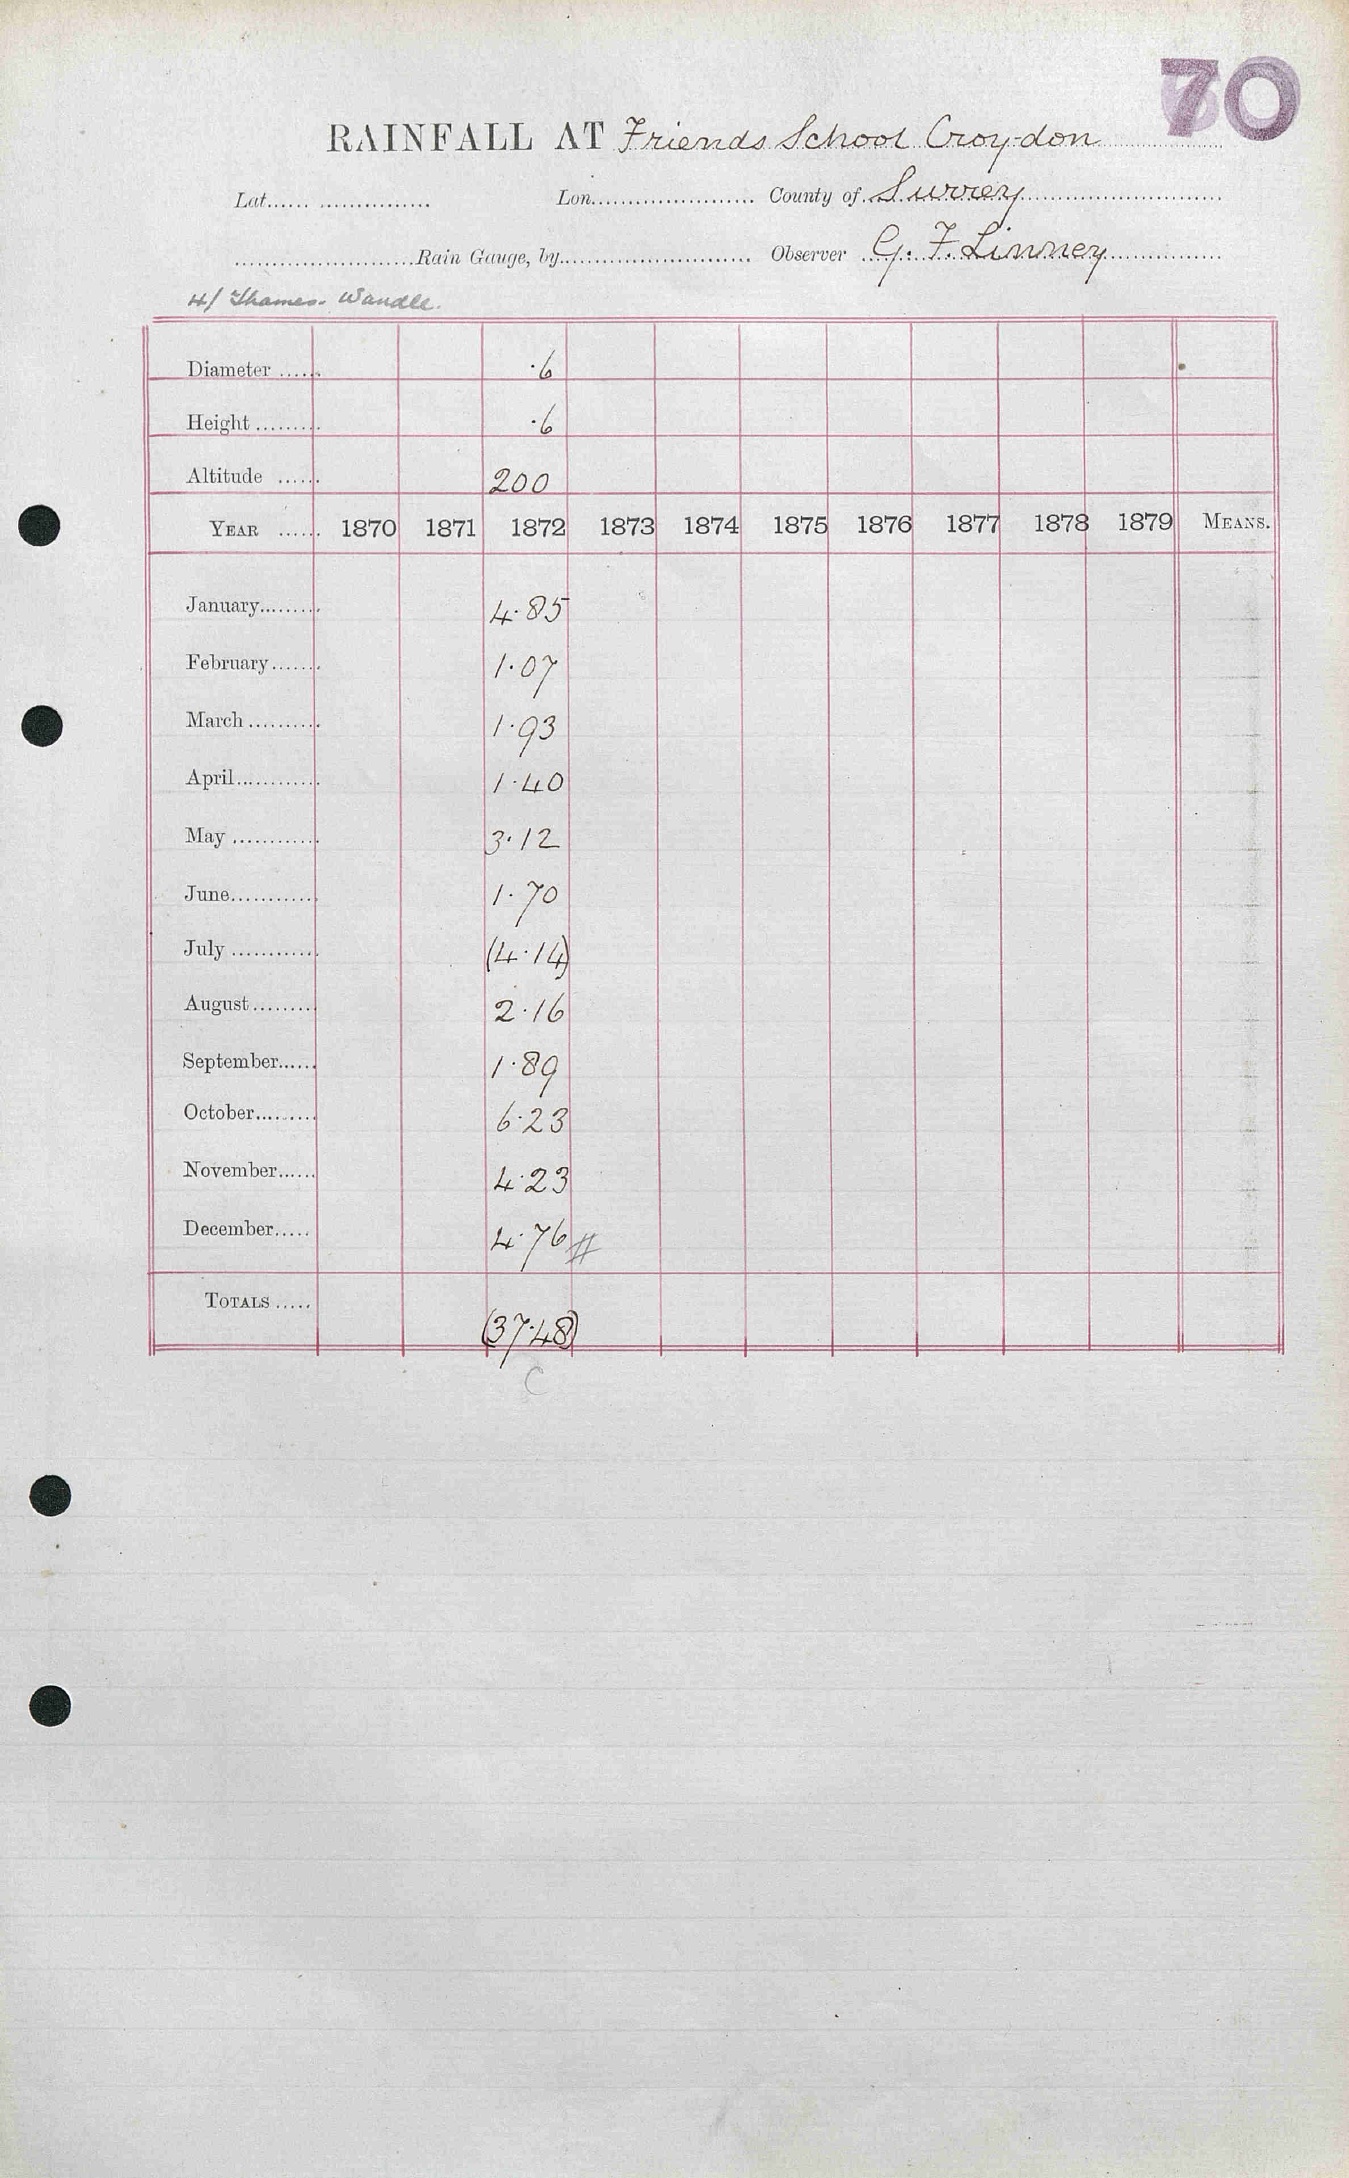 70
RAINFALL AT Friends School Croydon
Lat. Lon. County of Surrey
Rain Gauge, by Observer G. F. Linney
4/ Thames. Wandle.
Diameter ·6
Height ·6
Altitude 200
YEAR 1870 1871 1872 1873 1874 1875 1876 1877 1878 1879 MEANS.
January 4·85
February 1·07
March 1·93
April 1·40
May 3·12
June 1·70
July (4·14)
August 2·16
September 1·89
October 6·23
November 4·23
December 4·76 #
TOTALS (37·48)
C